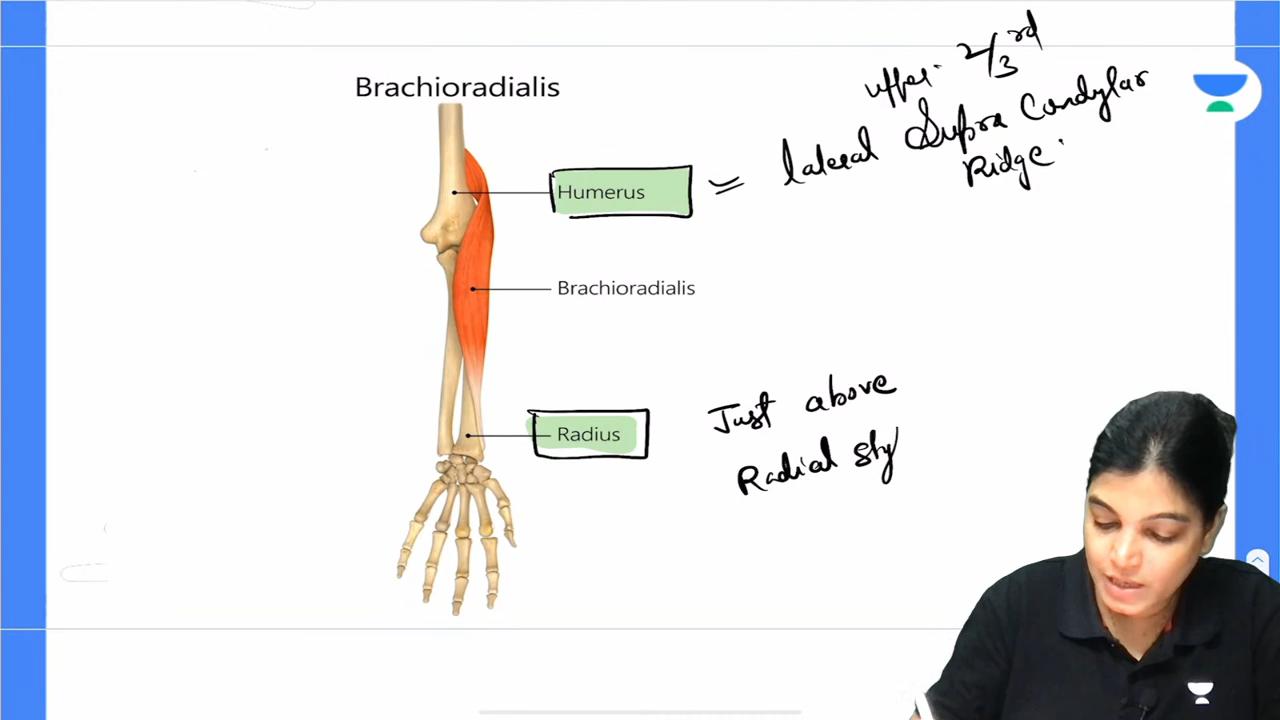 Brachioradialis
upper 2/3rd
lateral Supra Condylar
Ridge
Humerus =
Brachioradialis
Just above
Radius
Radial Sty